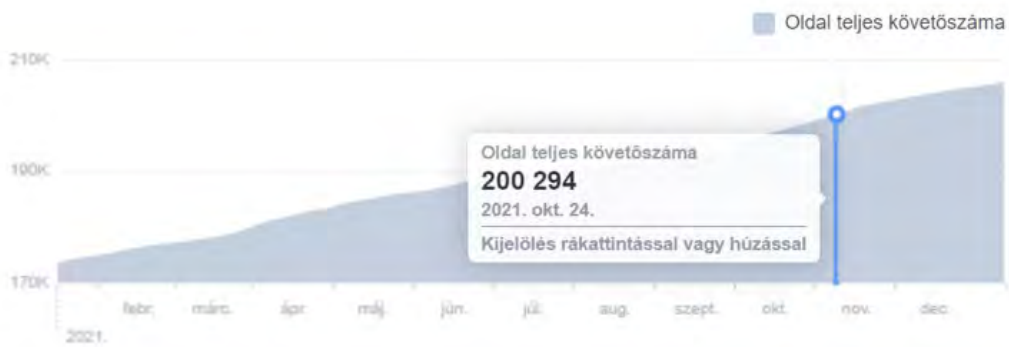 Oldal teljes követőszáma
210K
190K
170K
Oldal teljes követőszáma
200 294
2021. okt. 24.
Kijelölés rákattintással vagy húzással
febr. márc. ápr. máj. jún. júl. aug. szept. okt. nov. dec.
2021.